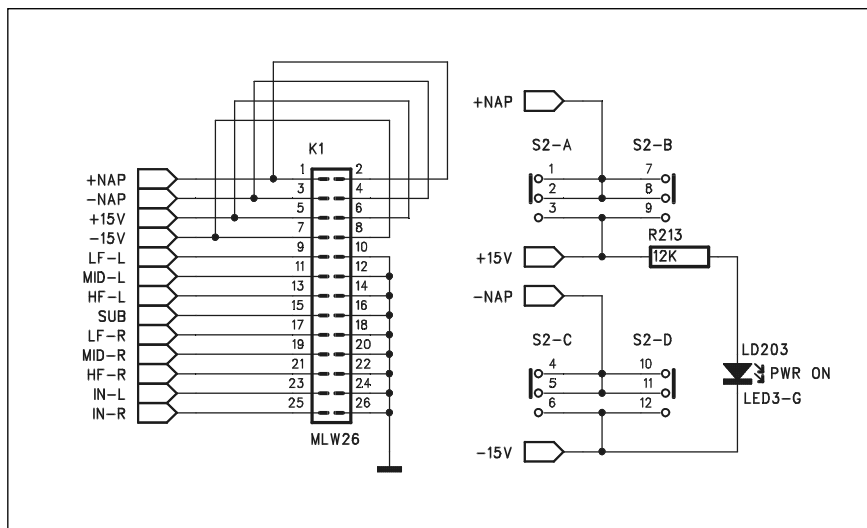 K1
+NAP 1 2
-NAP 3 4
+15V 5 6
-15V 7 8
LF-L 9 10
MID-L 11 12
HF-L 13 14
SUB 15 16
LF-R 17 18
MID-R 19 20
HF-R 21 22
IN-L 23 24
IN-R 25 26
MLW26
+NAP
S2-A S2-B
1 7
2 8
3 9
R213
+15V 12K
-NAP
S2-C S2-D
4 10
5 11
6 12
LD203
PWR ON
LED3-G
-15V